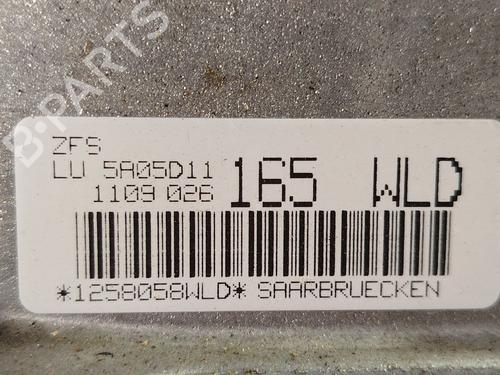 B-PARTS
ZFS
LU 5A05D11 165 WLD
1109 026
*1258058WLD* SAARBRUECKEN